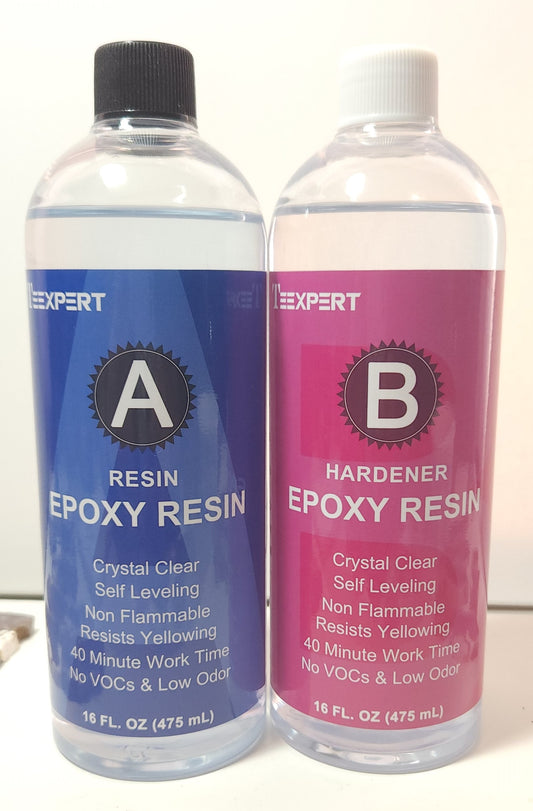 TEEXPERT
A
RESIN
EPOXY RESIN
Crystal Clear
Self Leveling
Non Flammable
Resists Yellowing
40 Minute Work Time
No VOCs & Low Odor
16 FL. OZ (475 mL)
TEEXPERT
B
HARDENER
EPOXY RESIN
Crystal Clear
Self Leveling
Non Flammable
Resists Yellowing
40 Minute Work Time
No VOCs & Low Odor
16 FL. OZ (475 mL)